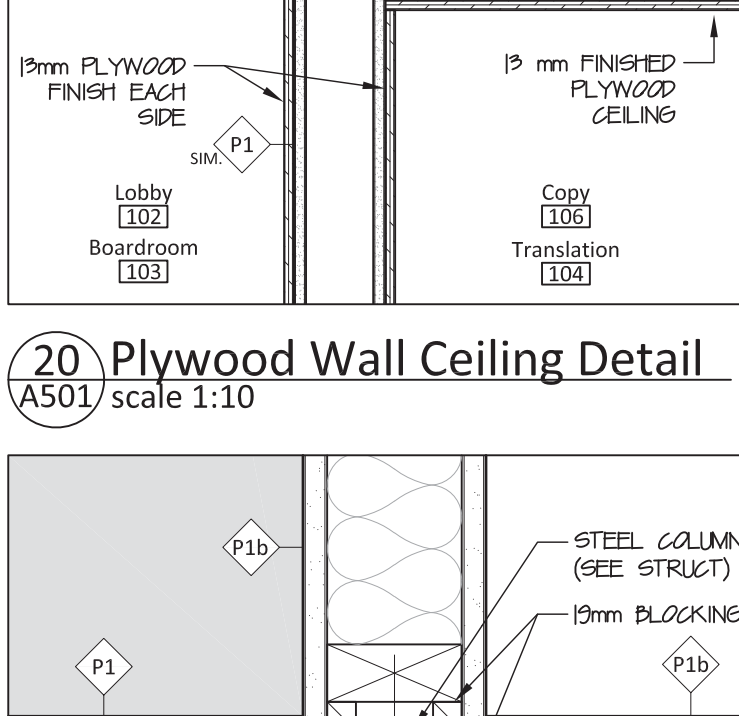 13mm PLYWOOD
FINISH EACH
SIDE
13 mm FINISHED
PLYWOOD
CEILING
SIM.
P1
Lobby
102
Boardroom
103
Copy
106
Translation
104
20 Plywood Wall Ceiling Detail
A501 scale 1:10
P1b
STEEL COLUMN
(SEE STRUCT)
19mm BLOCKING
P1
P1b